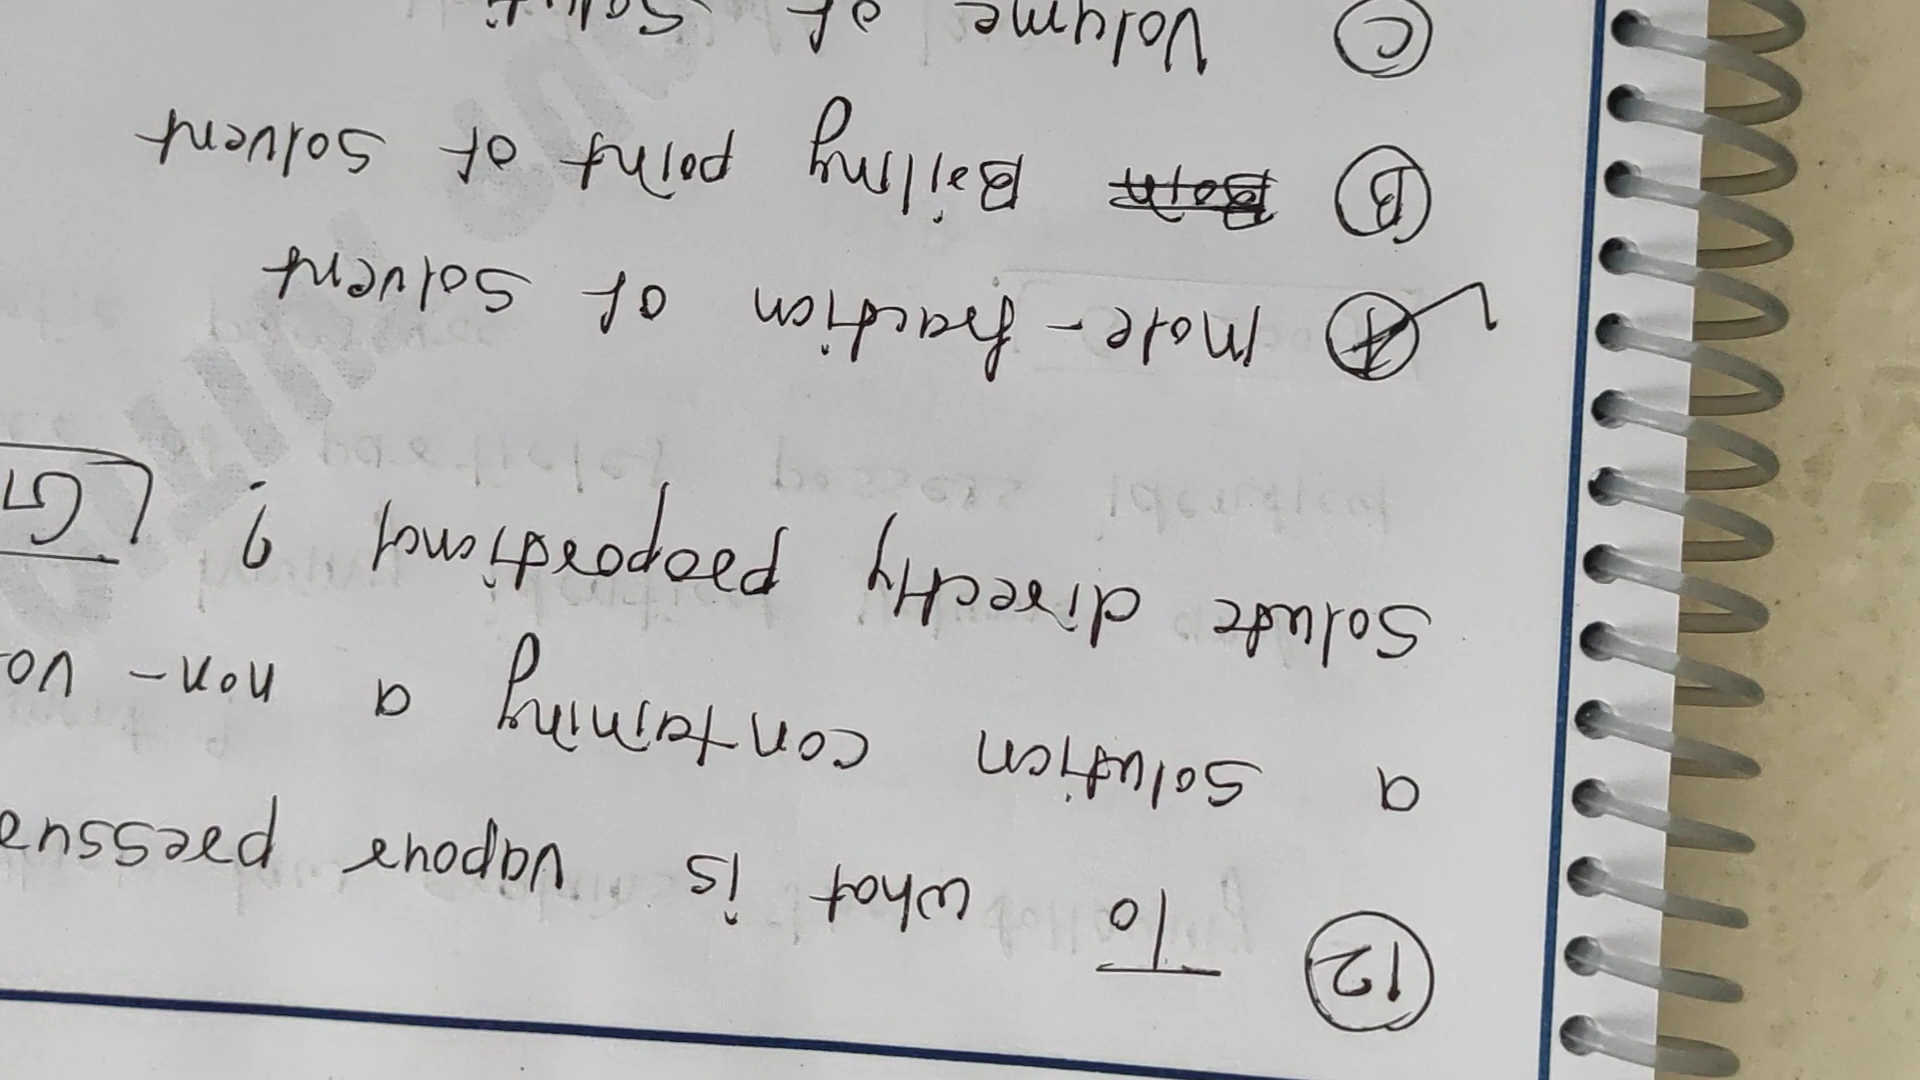 12 To what is vapour pressure
a solution containing a non-vo
solute directly proportional ? [G
A Mole-fraction of solvent
B Boiling point of solvent
C Volume of